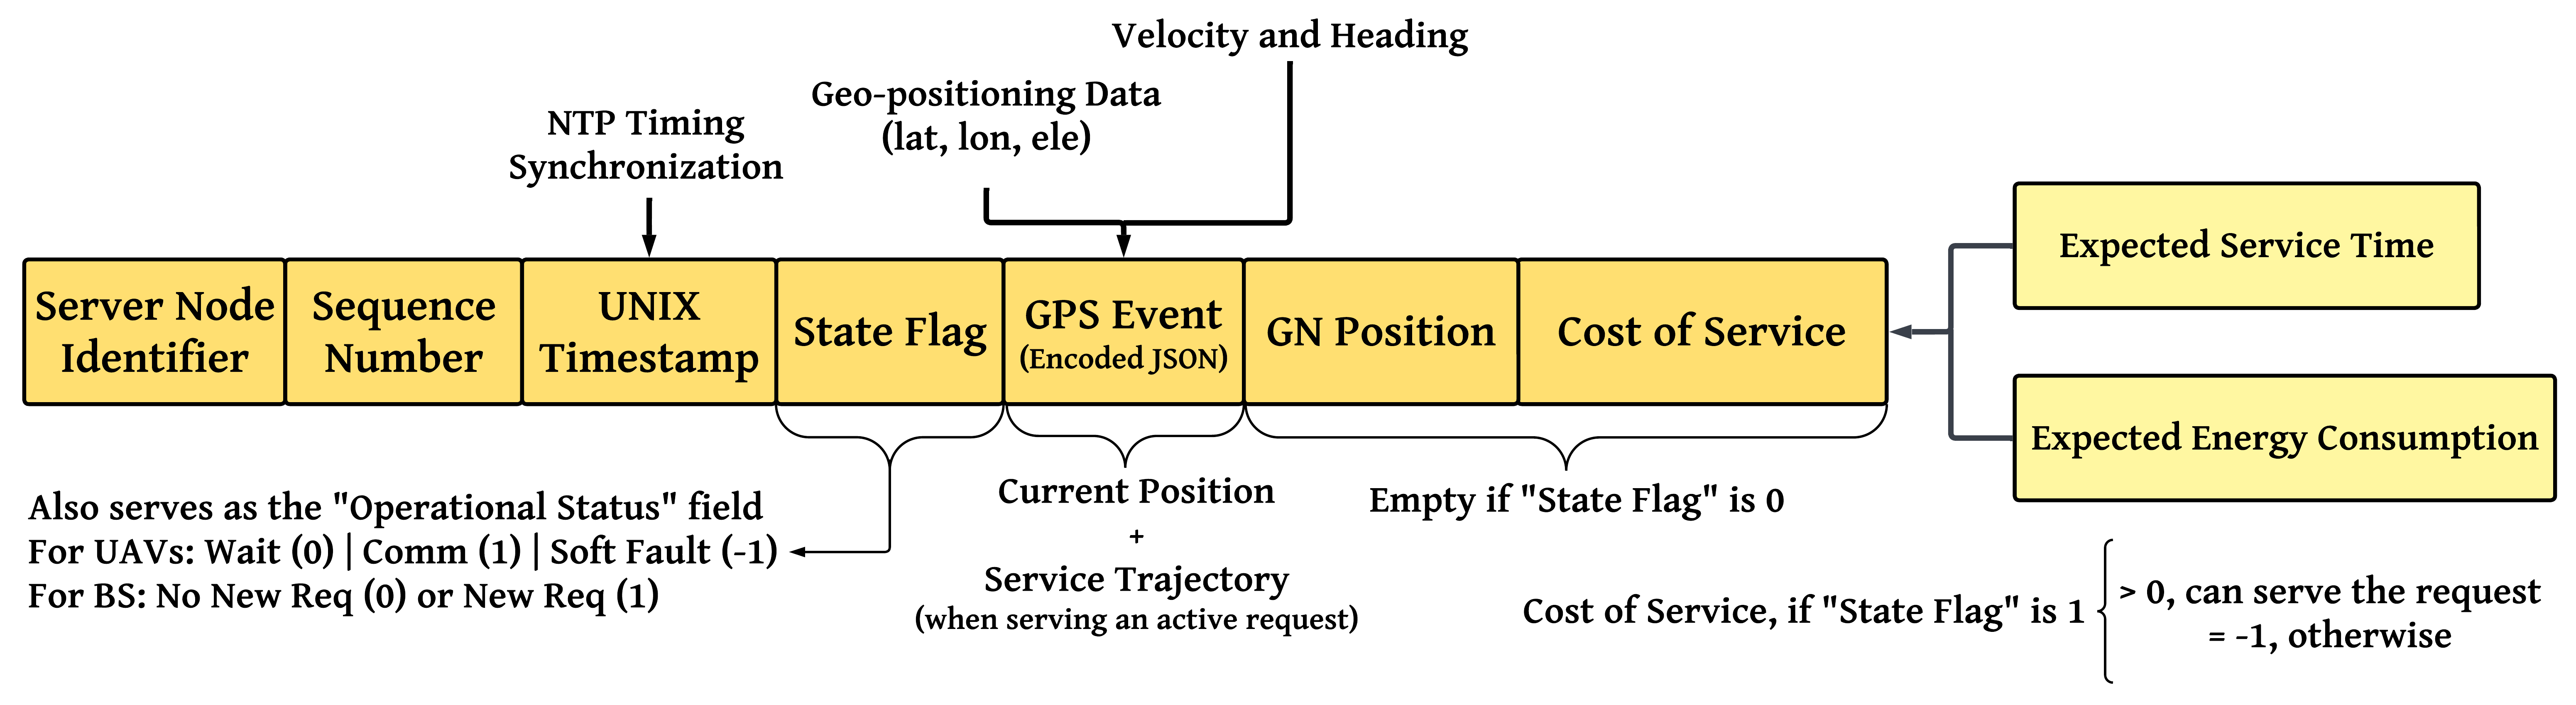 Velocity and Heading
Geo-positioning Data
(lat, lon, ele)
NTP Timing
Synchronization
Server Node
Identifier
Sequence
Number
UNIX
Timestamp
State Flag
GPS Event
(Encoded JSON)
GN Position
Cost of Service
Expected Service Time
Expected Energy Consumption
Also serves as the "Operational Status" field
For UAVs: Wait (0) | Comm (1) | Soft Fault (-1)
For BS: No New Req (0) or New Req (1)
Current Position
+
Service Trajectory
(when serving an active request)
Empty if "State Flag" is 0
Cost of Service, if "State Flag" is 1
> 0, can serve the request
= -1, otherwise